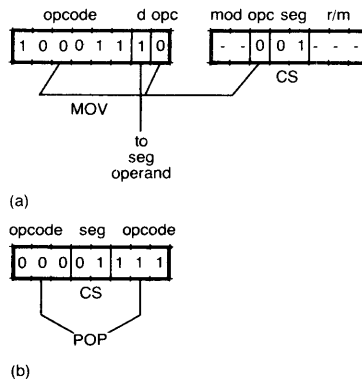 opcode d opc mod opc seg r/m
1 0 0 0 1 1 1 0 - - 0 0 1 - - -
MOV CS
to
seg
operand
(a)
opcode seg opcode
0 0 0 0 1 1 1 1
CS
POP
(b)